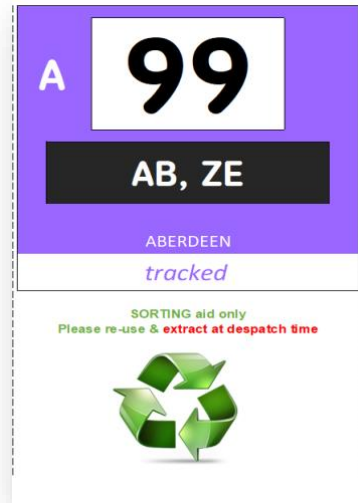 A
99
AB, ZE
ABERDEEN
tracked
SORTING aid only
Please re-use & extract at despatch time